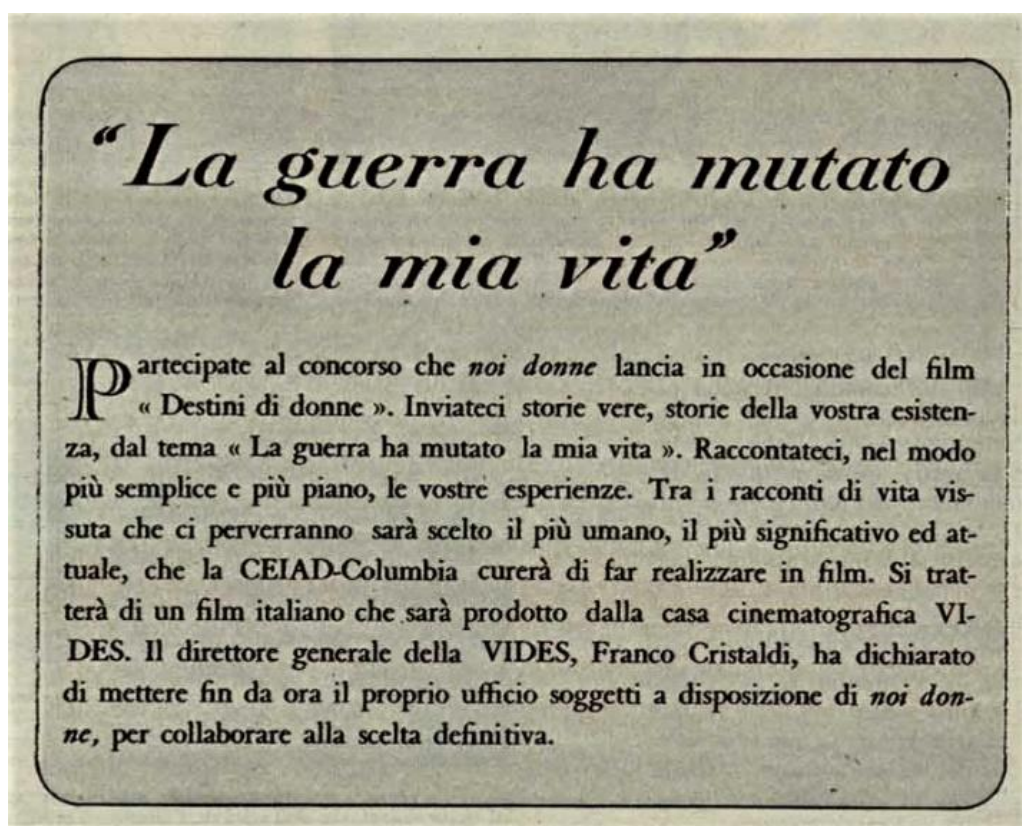 “La guerra ha mutato
la mia vita”
Partecipate al concorso che noi donne lancia in occasione del film
« Destini di donne ». Inviateci storie vere, storie della vostra esisten-
za, dal tema « La guerra ha mutato la mia vita ». Raccontateci, nel modo
più semplice e più piano, le vostre esperienze. Tra i racconti di vita vis-
suta che ci perverranno sarà scelto il più umano, il più significativo ed at-
tuale, che la CEIAD-Columbia curerà di far realizzare in film. Si trat-
terà di un film italiano che sarà prodotto dalla casa cinematografica VI-
DES. Il direttore generale della VIDES, Franco Cristaldi, ha dichiarato
di mettere fin da ora il proprio ufficio soggetti a disposizione di noi don-
ne, per collaborare alla scelta definitiva.